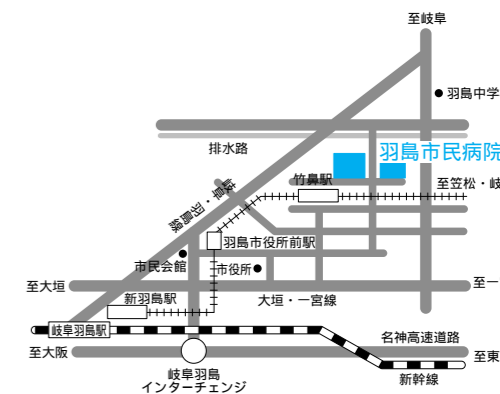 至岐阜
羽島中学
排水路
羽島市民病院
竹鼻駅
至笠松・岐
岐阜・羽島線
羽島市役所前駅
市民会館
市役所
至大垣
至一
新羽島駅
大垣・一宮線
岐阜羽島駅
名神高速道路
至大阪
至東
岐阜羽島
インターチェンジ
新幹線